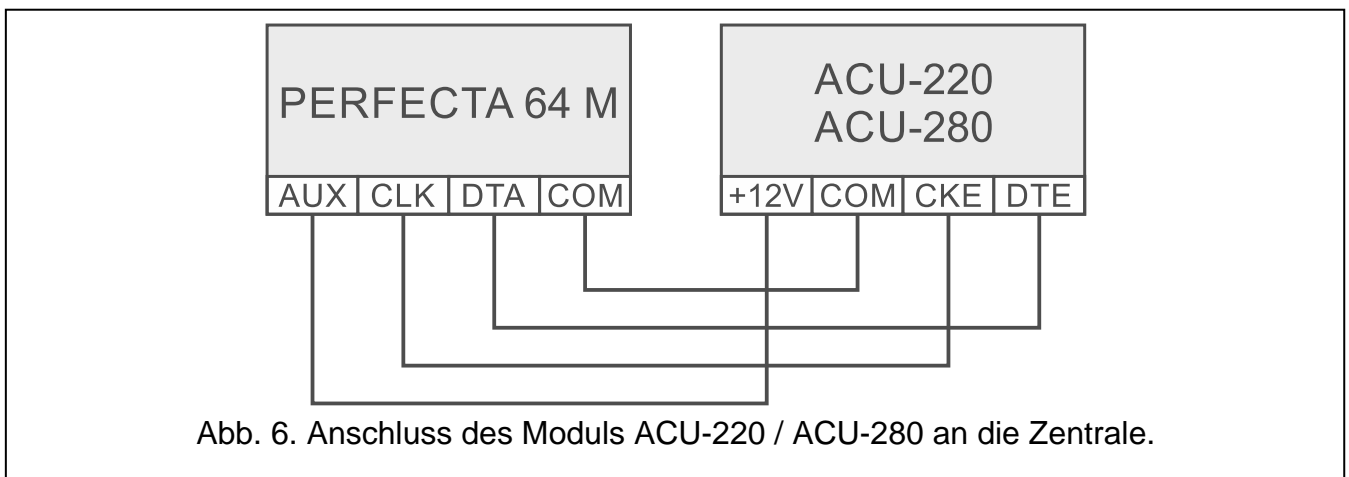 PERFECTA 64 M
AUX CLK DTA COM
ACU-220
ACU-280
+12V COM CKE DTE
Abb. 6. Anschluss des Moduls ACU-220 / ACU-280 an die Zentrale.